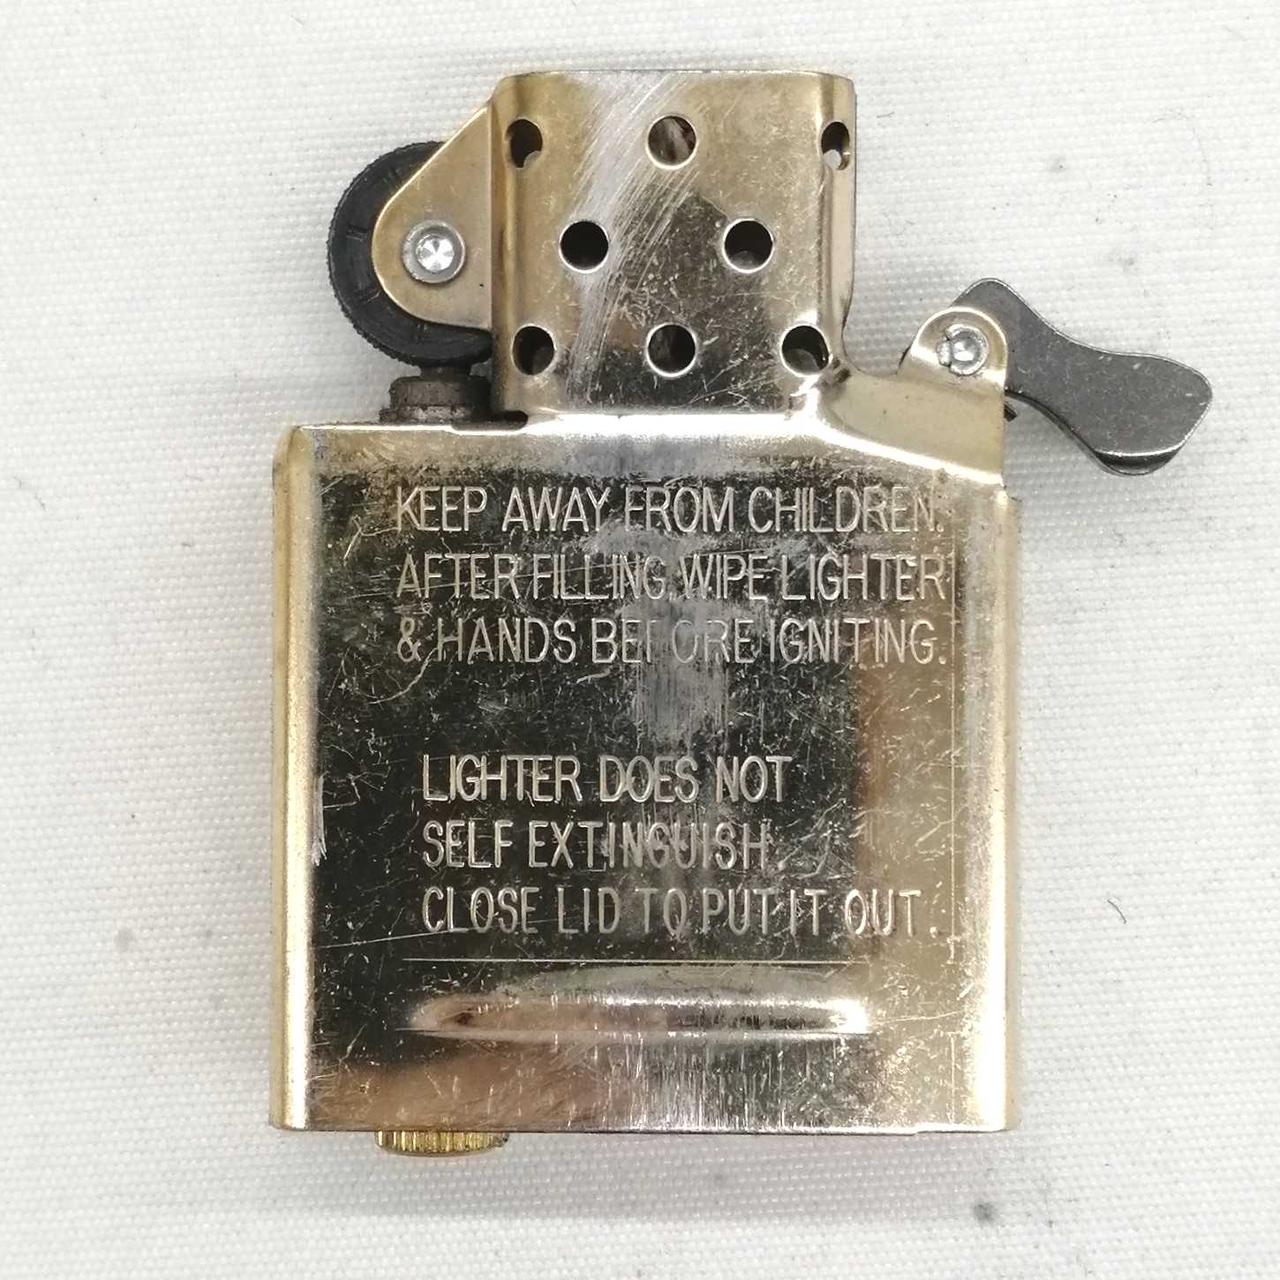 KEEP AWAY FROM CHILDREN.
AFTER FILLING, WIPE LIGHTER
& HANDS BEFORE IGNITING.
LIGHTER DOES NOT
SELF EXTINGUISH.
CLOSE LID TO PUT IT OUT.